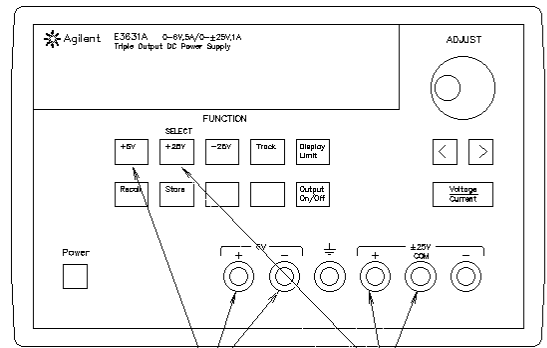 Agilent E3631A 0-6V,5A/0-±25V,1A
Triple Output DC Power Supply
ADJUST
FUNCTION
SELECT
+6V +25V -25V Track Display Limit
< >
Recall Store Output On/Off
Voltage
Current
Power
6V ±25V
+ - + COM -